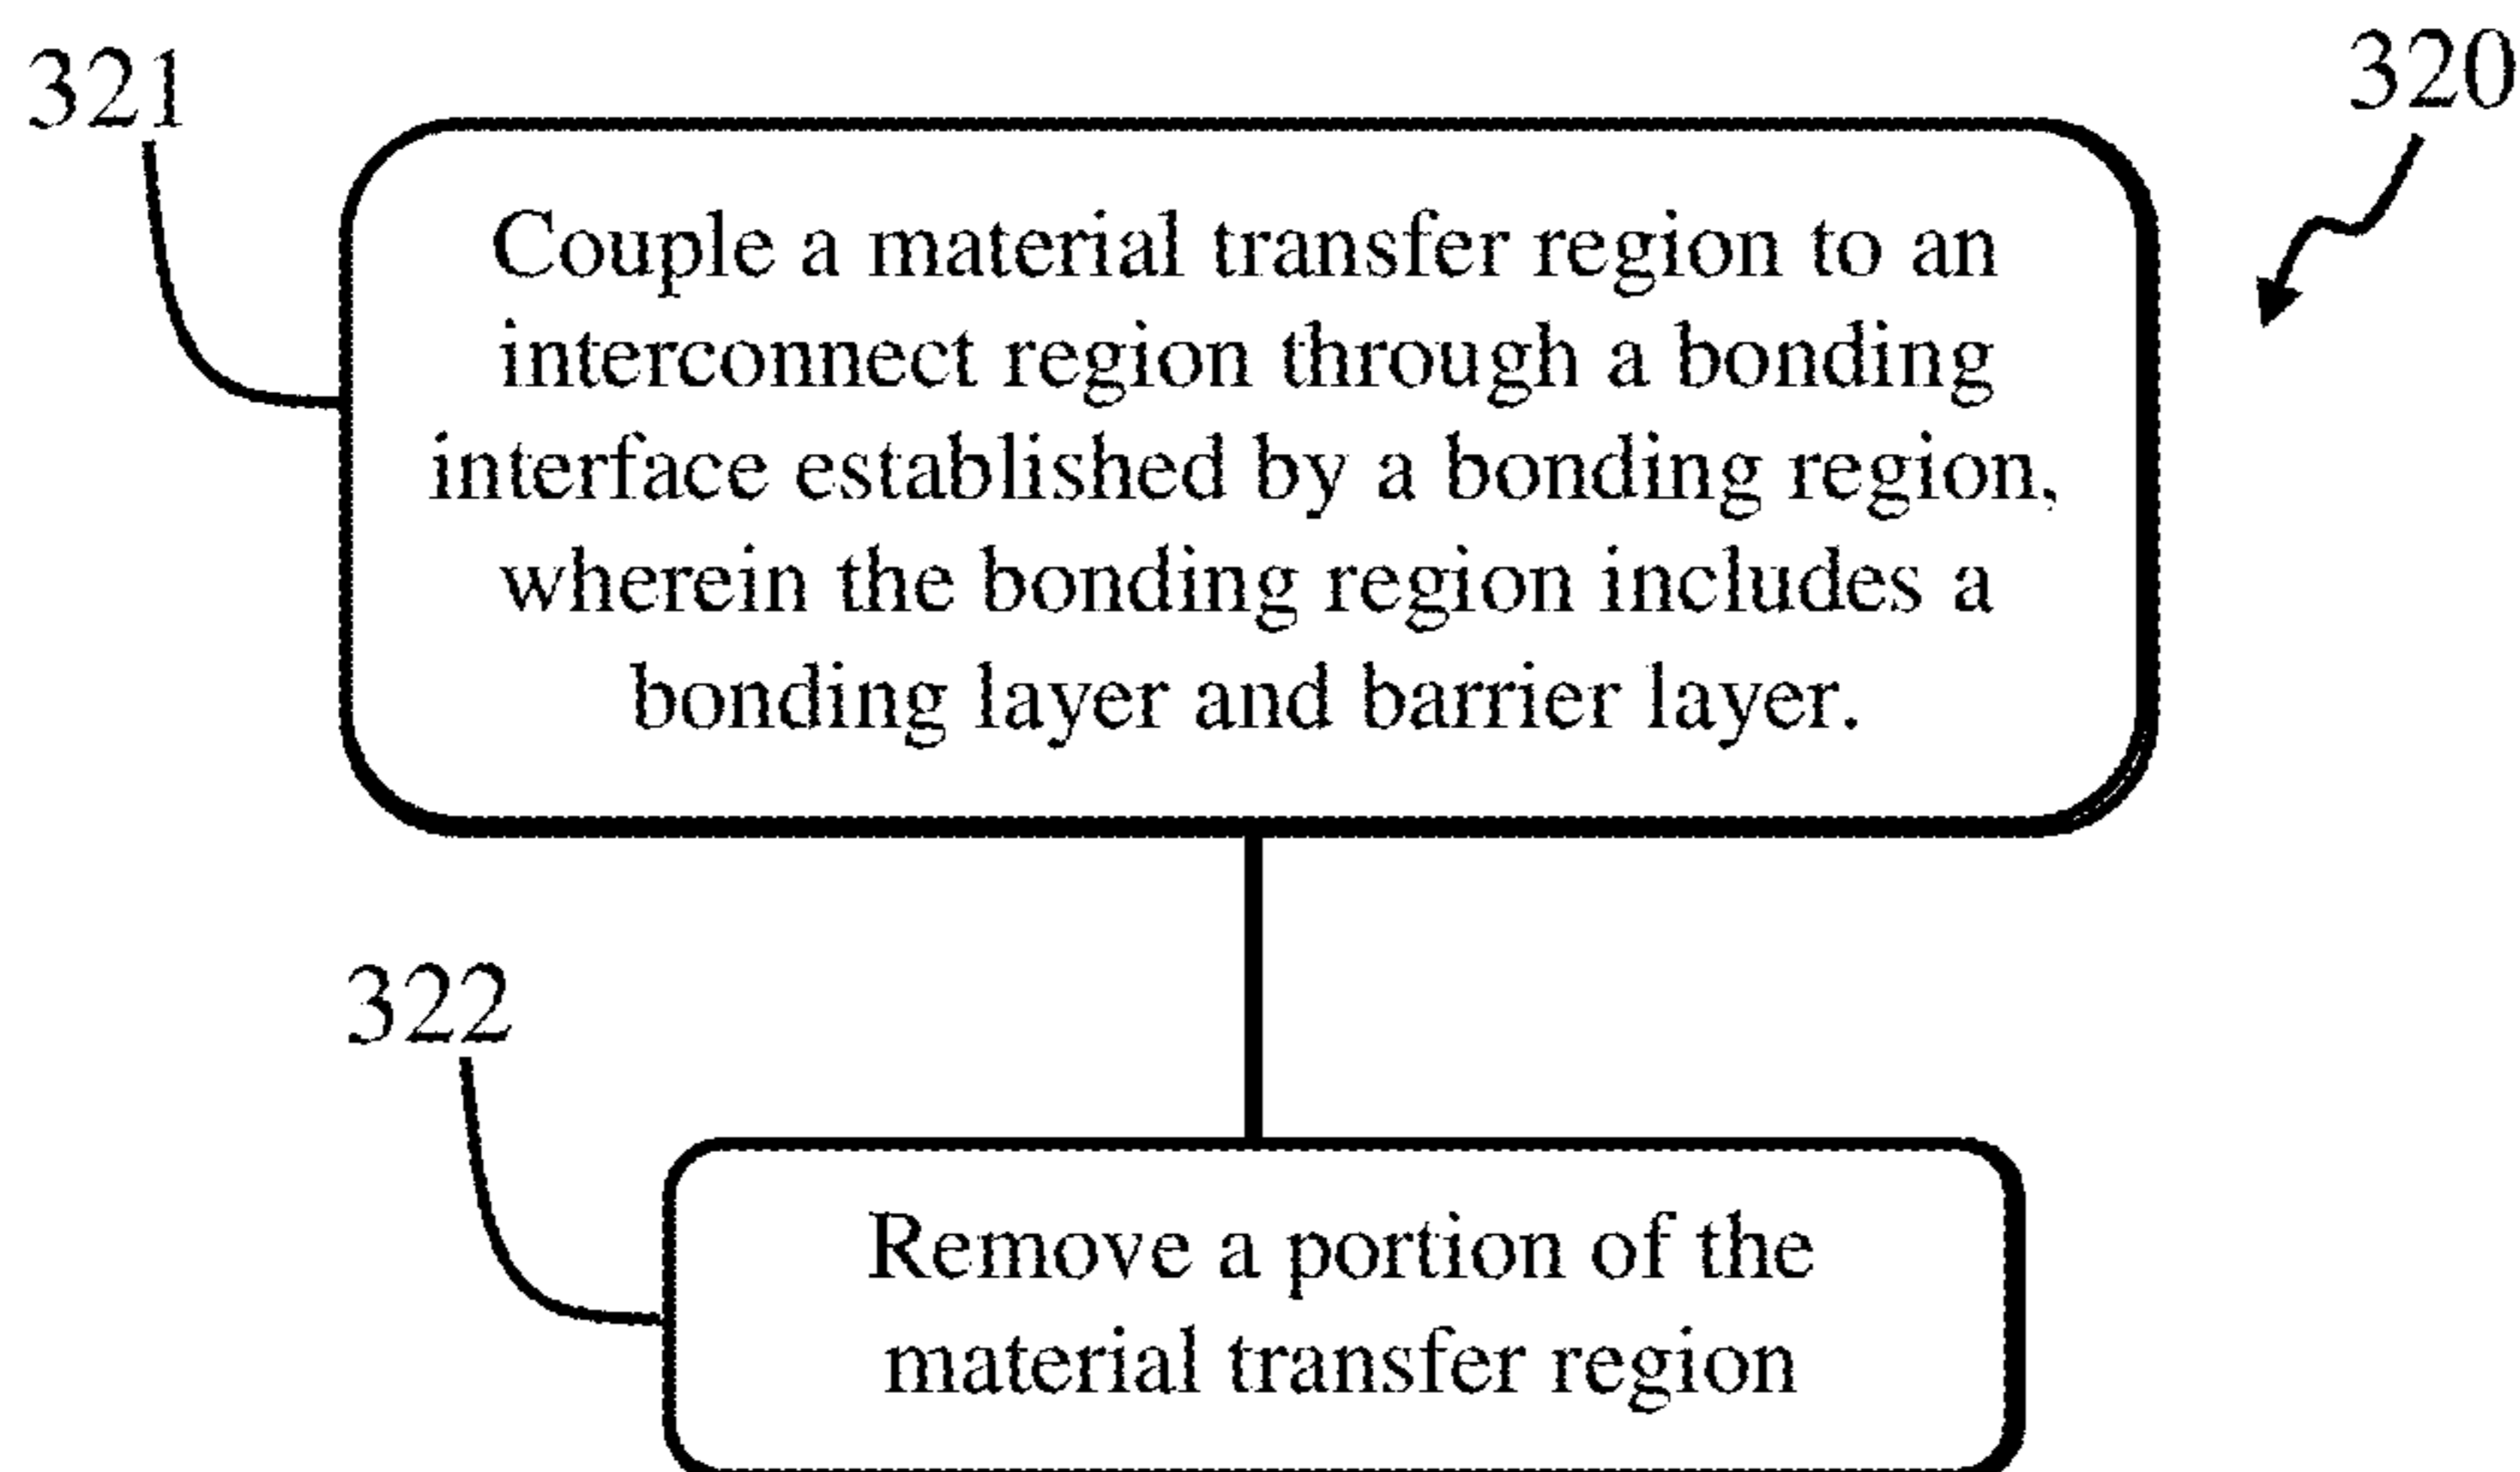 321
320
Couple a material transfer region to an
interconnect region through a bonding
interface established by a bonding region,
wherein the bonding region includes a
bonding layer and barrier layer.
322
Remove a portion of the
material transfer region